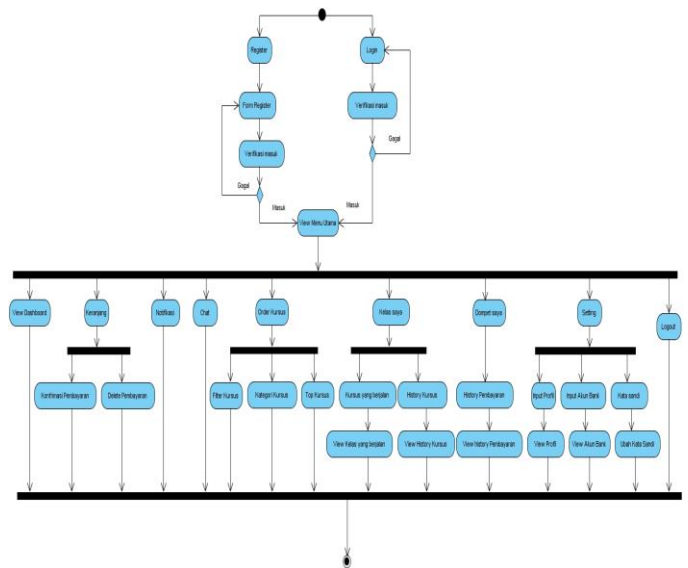 Register
Login
Form Register
Verifikasi masuk
Verifikasi masuk
Gagal
Gagal
Masuk
Masuk
View Menu Utama
View Dashboard
Keranjang
Notifikasi
Chat
Order Kursus
Kelas saya
Dompet saya
Setting
Logout
Konfirmasi Pembayaran
Delete Pembayaran
Filter Kursus
Kategori Kursus
Top Kursus
Kursus yang berjalan
History Kursus
History Pembayaran
Input Profil
Input Akun Bank
Kata sandi
View Kelas yang berjalan
View History Kursus
View history Pembayaran
View Profil
View Akun Bank
Ubah Kata Sandi